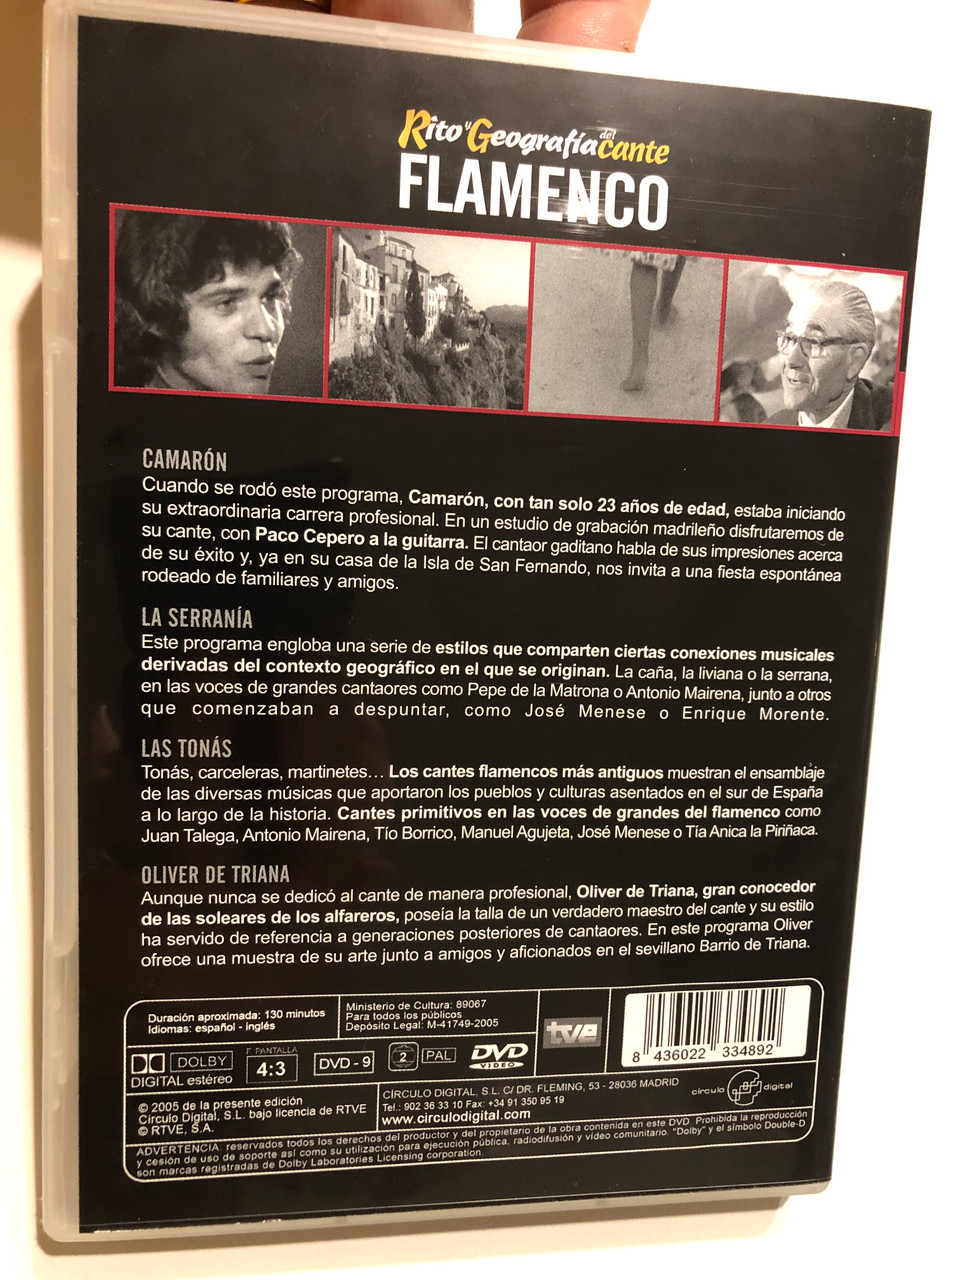 Rito y Geografía del cante
FLAMENCO
CAMARÓN
Cuando se rodó este programa, Camarón, con tan solo 23 años de edad, estaba iniciando
su extraordinaria carrera profesional. En un estudio de grabación madrileño disfrutaremos de
su cante, con Paco Cepero a la guitarra. El cantaor gaditano habla de sus impresiones acerca
de su éxito y, ya en su casa de la Isla de San Fernando, nos invita a una fiesta espontánea
rodeado de familiares y amigos.
LA SERRANÍA
Este programa engloba una serie de estilos que comparten ciertas conexiones musicales
derivadas del contexto geográfico en el que se originan. La caña, la liviana o la serrana,
en las voces de grandes cantaores como Pepe de la Matrona o Antonio Mairena, junto a otros
que comenzaban a despuntar, como José Menese o Enrique Morente.
LAS TONÁS
Tonás, carceleras, martinetes… Los cantes flamencos más antiguos muestran el ensamblaje
de las diversas músicas que aportaron los pueblos y culturas asentados en el sur de España
a lo largo de la historia. Cantes primitivos en las voces de grandes del flamenco como
Juan Talega, Antonio Mairena, Tío Borrico, Manuel Agujeta, José Menese o Tía Anica la Piriñaca.
OLIVER DE TRIANA
Aunque nunca se dedicó al cante de manera profesional, Oliver de Triana, gran conocedor
de las soleares de los alfareros, poseía la talla de un verdadero maestro del cante y su estilo
ha servido de referencia a generaciones posteriores de cantaores. En este programa Oliver
ofrece una muestra de su arte junto a amigos y aficionados en el sevillano Barrio de Triana.
Duración aproximada: 130 minutos
Idiomas: español - inglés
Ministerio de Cultura: 89067
Para todos los públicos
Depósito Legal: M-41749-2005
tve
8 436022 334892
DOLBY
DIGITAL estéreo
F. PANTALLA
4:3
DVD - 9
2
PAL
DVD
VIDEO
© 2005 de la presente edición
Círculo Digital, S.L. bajo licencia de RTVE
© RTVE, S.A.
CÍRCULO DIGITAL, S.L. C/ DR. FLEMING, 53 - 28036 MADRID
Tel.: 902 36 33 10 Fax: +34 91 350 95 19
www.circulodigital.com
círculo digital
ADVERTENCIA: reservados todos los derechos del productor y del propietario de la obra contenida en este DVD. Prohibida la reproducción
y cesión de uso de soporte así como su utilización para ejecución pública, radiodifusión y vídeo comunitario. "Dolby" y el símbolo Double-D
son marcas registradas de Dolby Laboratories Licensing corporation.